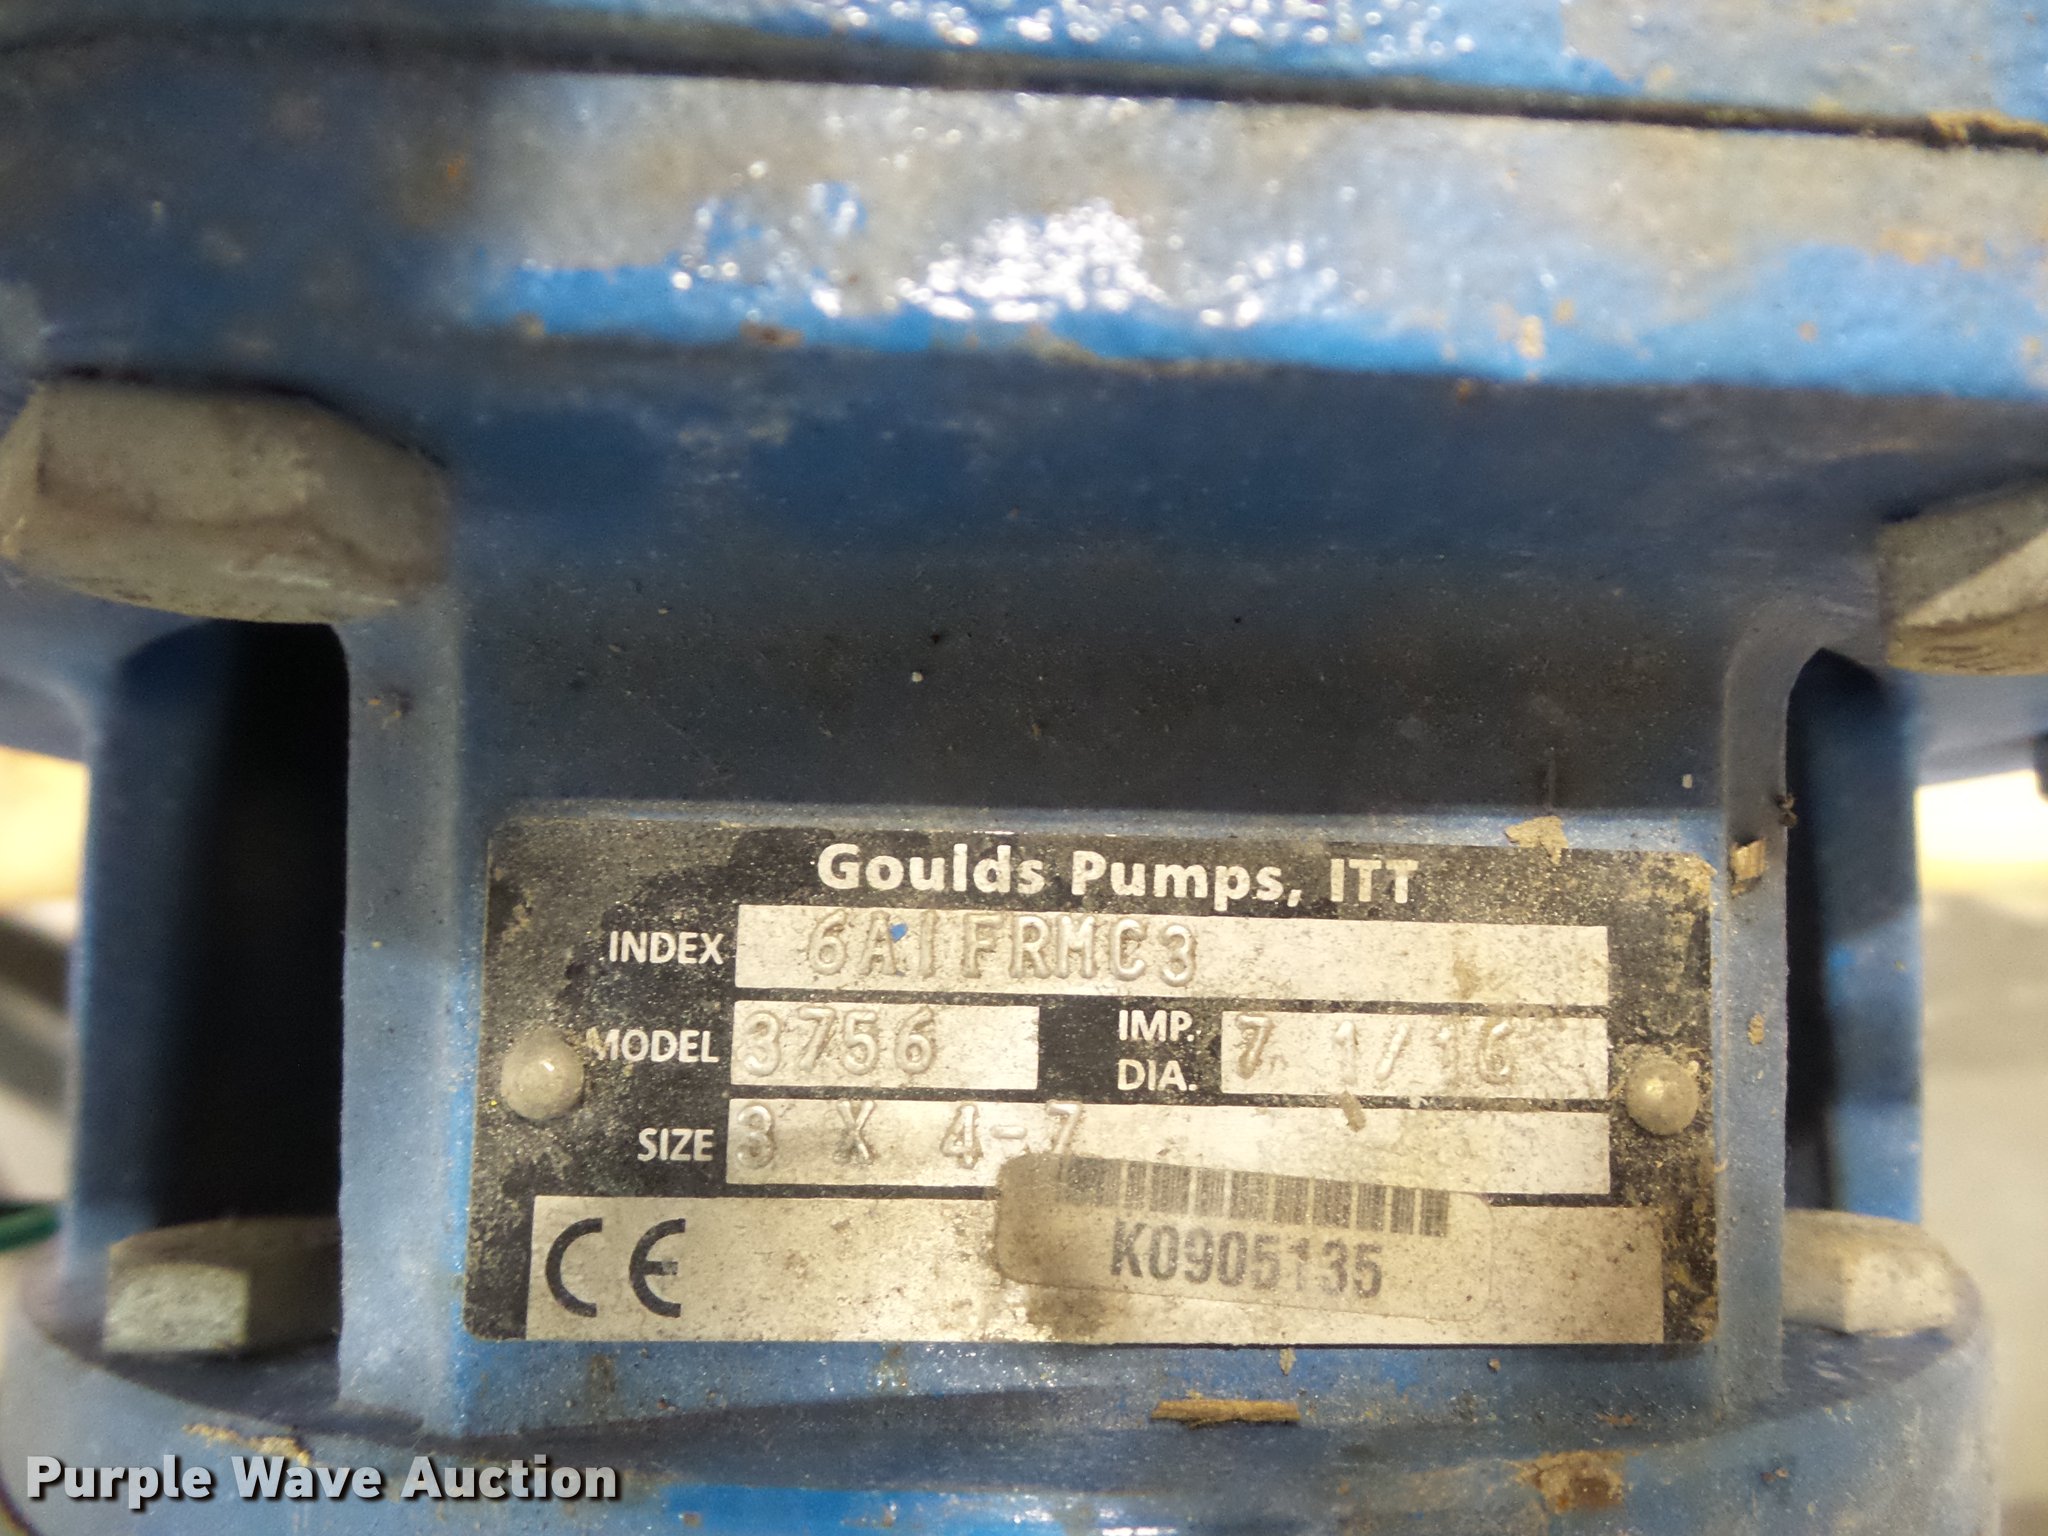 Goulds Pumps, ITT
INDEX 6AIFRMC3
MODEL 3756 IMP. DIA. 7 1/16
SIZE 3 X 4-7
CE
K0905135
Purple Wave Auction